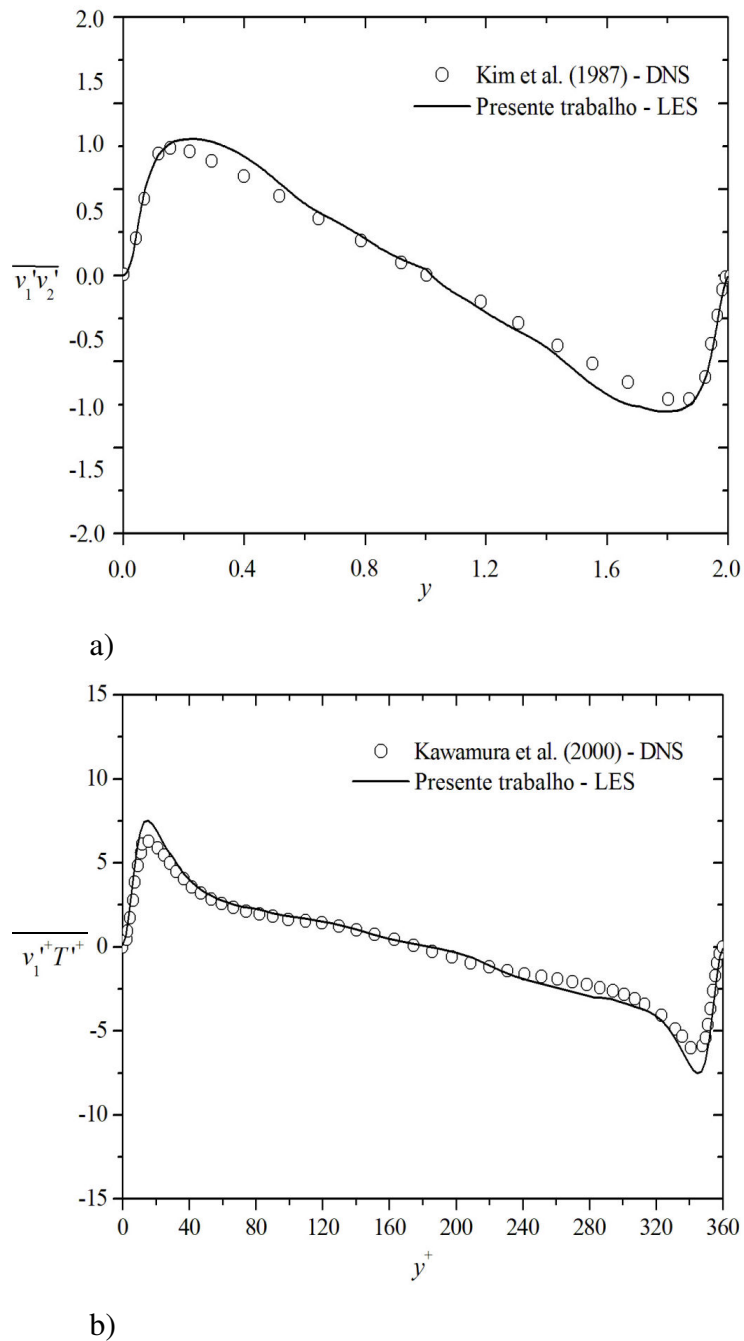 2.0
Kim et al. (1987) - DNS
1.5
Presente trabalho - LES
1.0
0.5
v₁'v₂'
0.0
-0.5
-1.0
-1.5
-2.0
0.0 0.4 0.8 1.2 1.6 2.0
y
a)
15
Kawamura et al. (2000) - DNS
10
Presente trabalho - LES
5
v₁'⁺T'⁺
0
-5
-10
-15
0 40 80 120 160 200 240 280 320 360
y⁺
b)